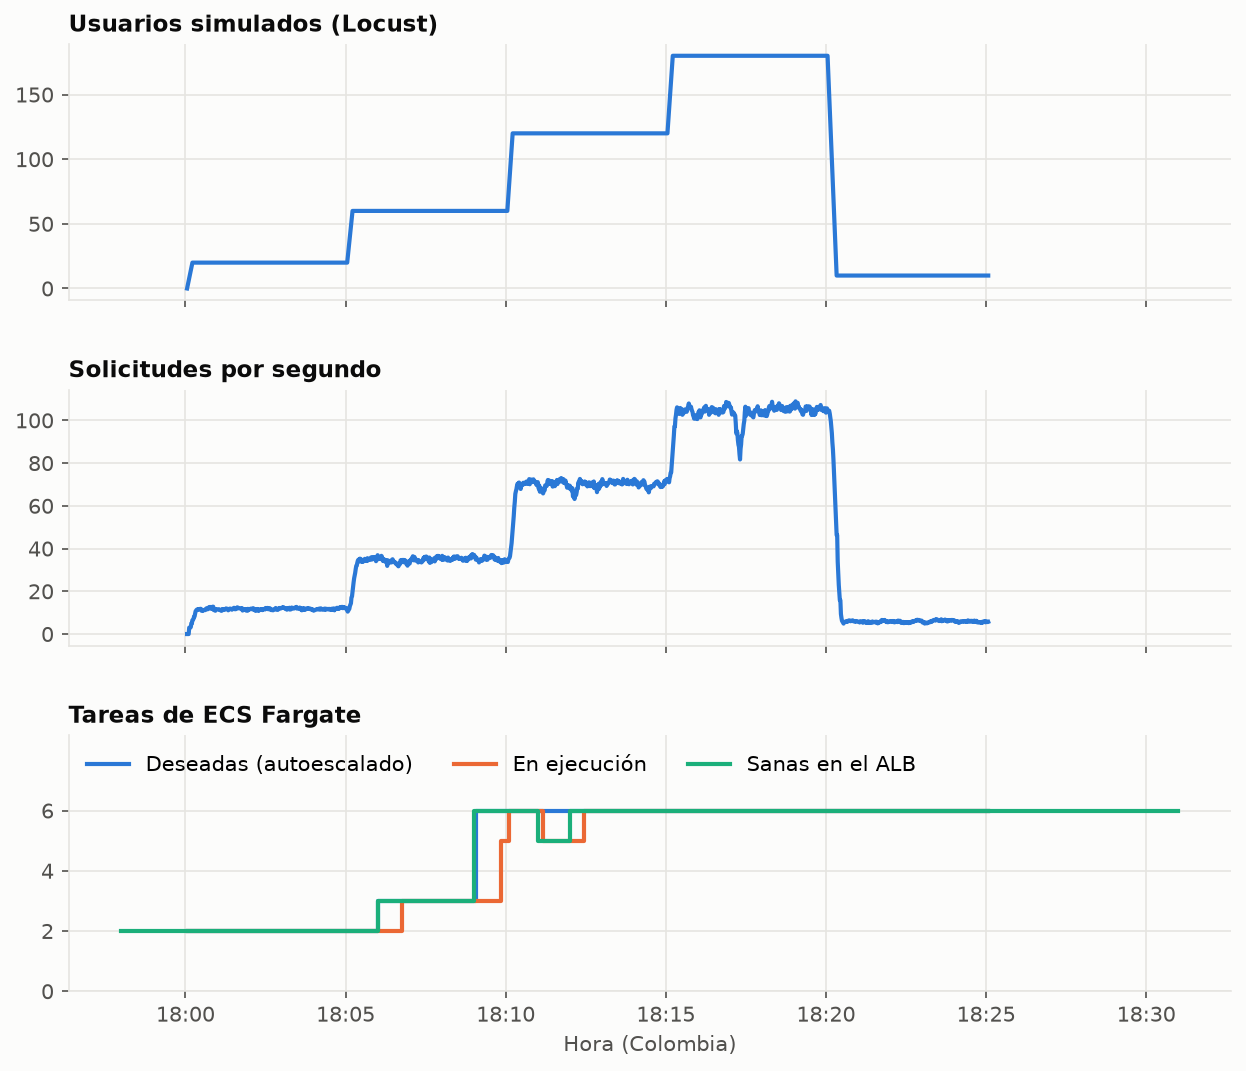 Usuarios simulados (Locust)
150
100
50
0
Solicitudes por segundo
100
80
60
40
20
0
Tareas de ECS Fargate
Deseadas (autoescalado) En ejecución Sanas en el ALB
6
4
2
0
18:00 18:05 18:10 18:15 18:20 18:25 18:30
Hora (Colombia)